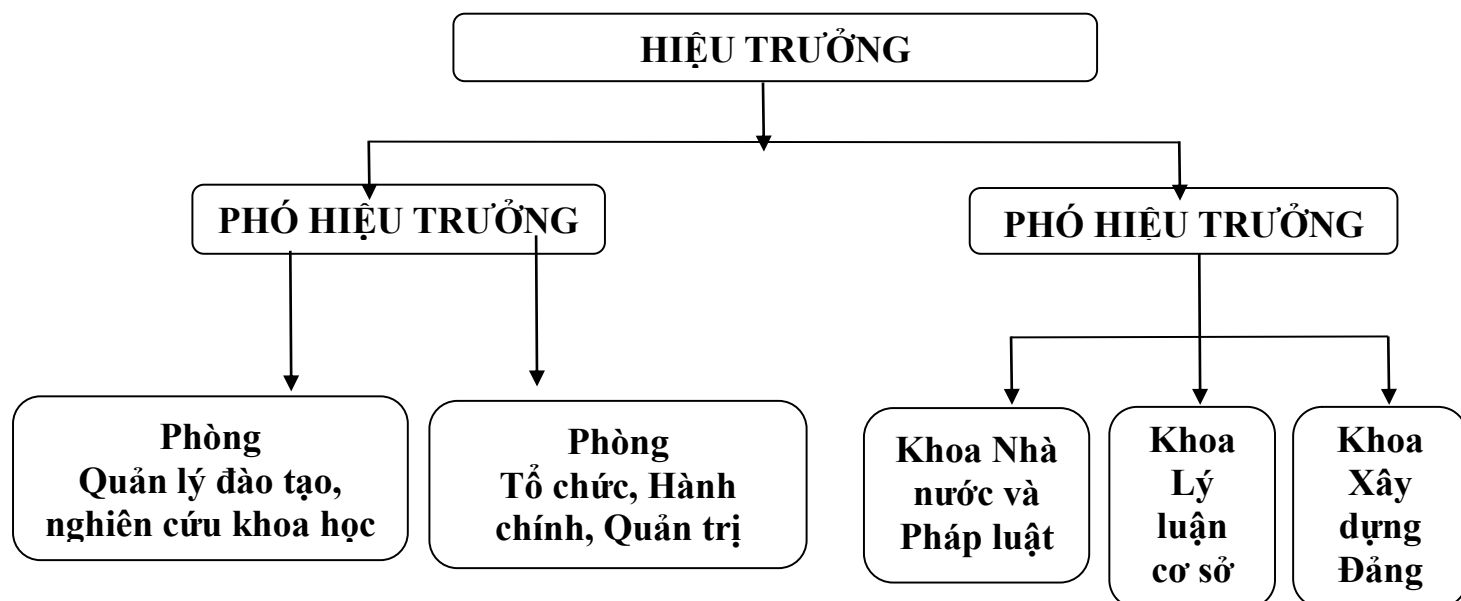 HIỆU TRƯỞNG
PHÓ HIỆU TRƯỞNG
PHÓ HIỆU TRƯỞNG
Phòng
Quản lý đào tạo,
nghiên cứu khoa học
Phòng
Tổ chức, Hành
chính, Quản trị
Khoa Nhà
nước và
Pháp luật
Khoa
Lý
luận
cơ sở
Khoa
Xây
dựng
Đảng